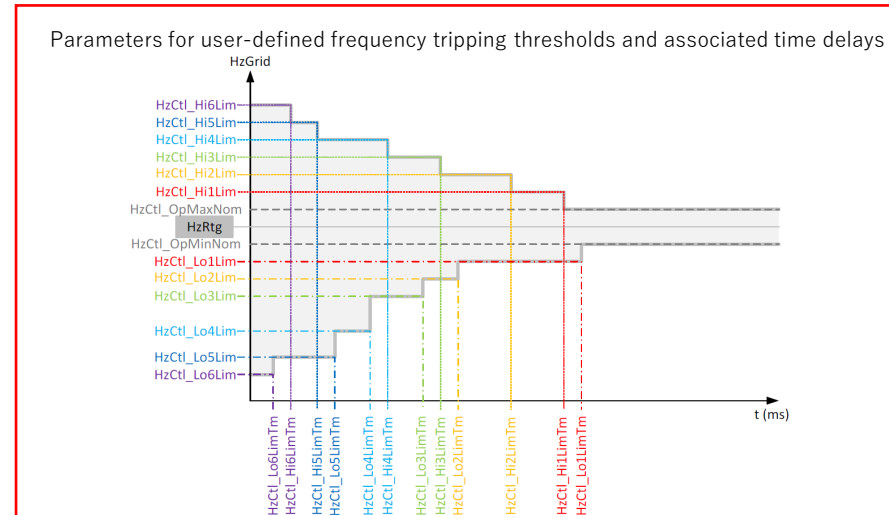 Parameters for user-defined frequency tripping thresholds and associated time delays
HzGrid
HzCtl_Hi6Lim
HzCtl_Hi5Lim
HzCtl_Hi4Lim
HzCtl_Hi3Lim
HzCtl_Hi2Lim
HzCtl_Hi1Lim
HzCtl_OpMaxNom
HzRtg
HzCtl_OpMinNom
HzCtl_Lo1Lim
HzCtl_Lo2Lim
HzCtl_Lo3Lim
HzCtl_Lo4Lim
HzCtl_Lo5Lim
HzCtl_Lo6Lim
t (ms)
HzCtl_Lo6LimTm
HzCtl_Hi6LimTm
HzCtl_Hi5LimTm
HzCtl_Lo5LimTm
HzCtl_Lo4LimTm
HzCtl_Hi4LimTm
HzCtl_Lo3LimTm
HzCtl_Hi3LimTm
HzCtl_Lo2LimTm
HzCtl_Hi2LimTm
HzCtl_Hi1LimTm
HzCtl_Lo1LimTm